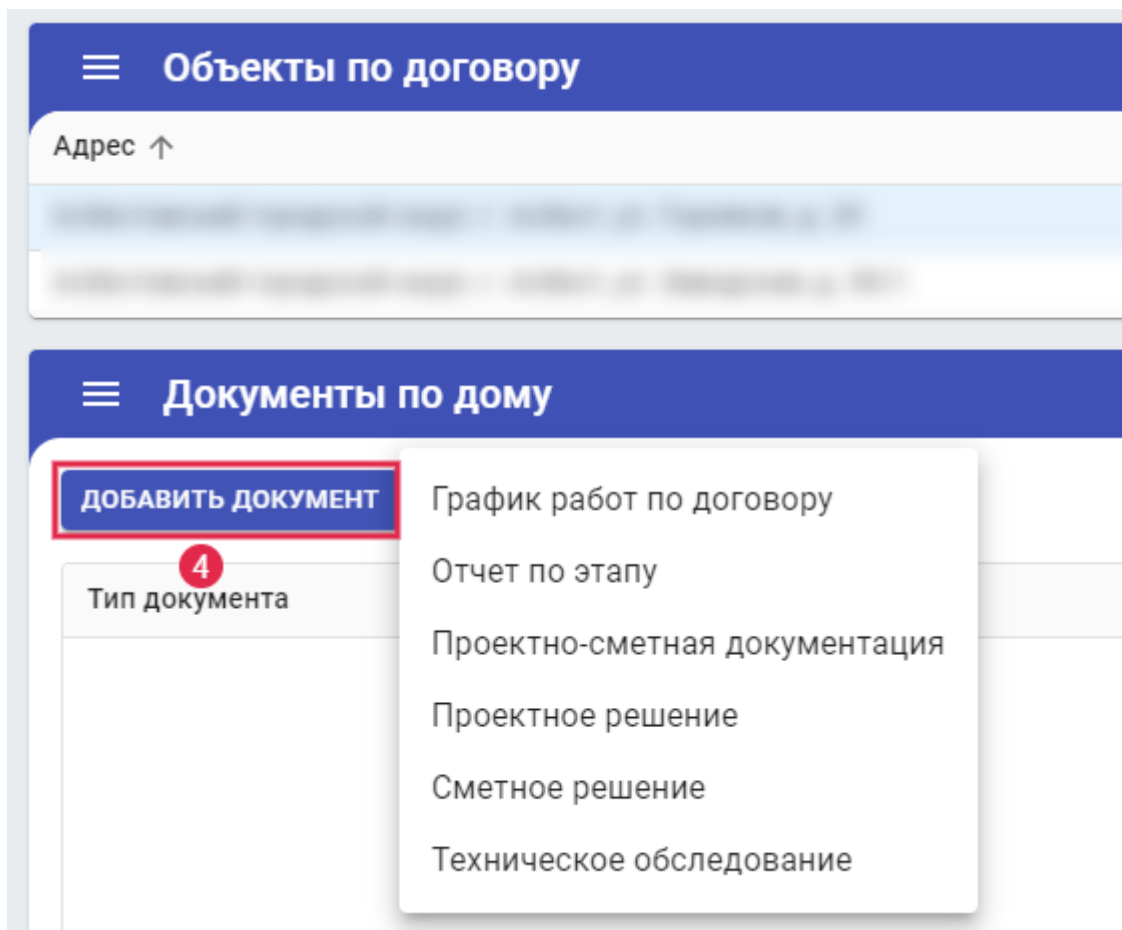 Объекты по договору
Адрес ↑
Документы по дому
ДОБАВИТЬ ДОКУМЕНТ
4
Тип документа
График работ по договору
Отчет по этапу
Проектно-сметная документация
Проектное решение
Сметное решение
Техническое обследование